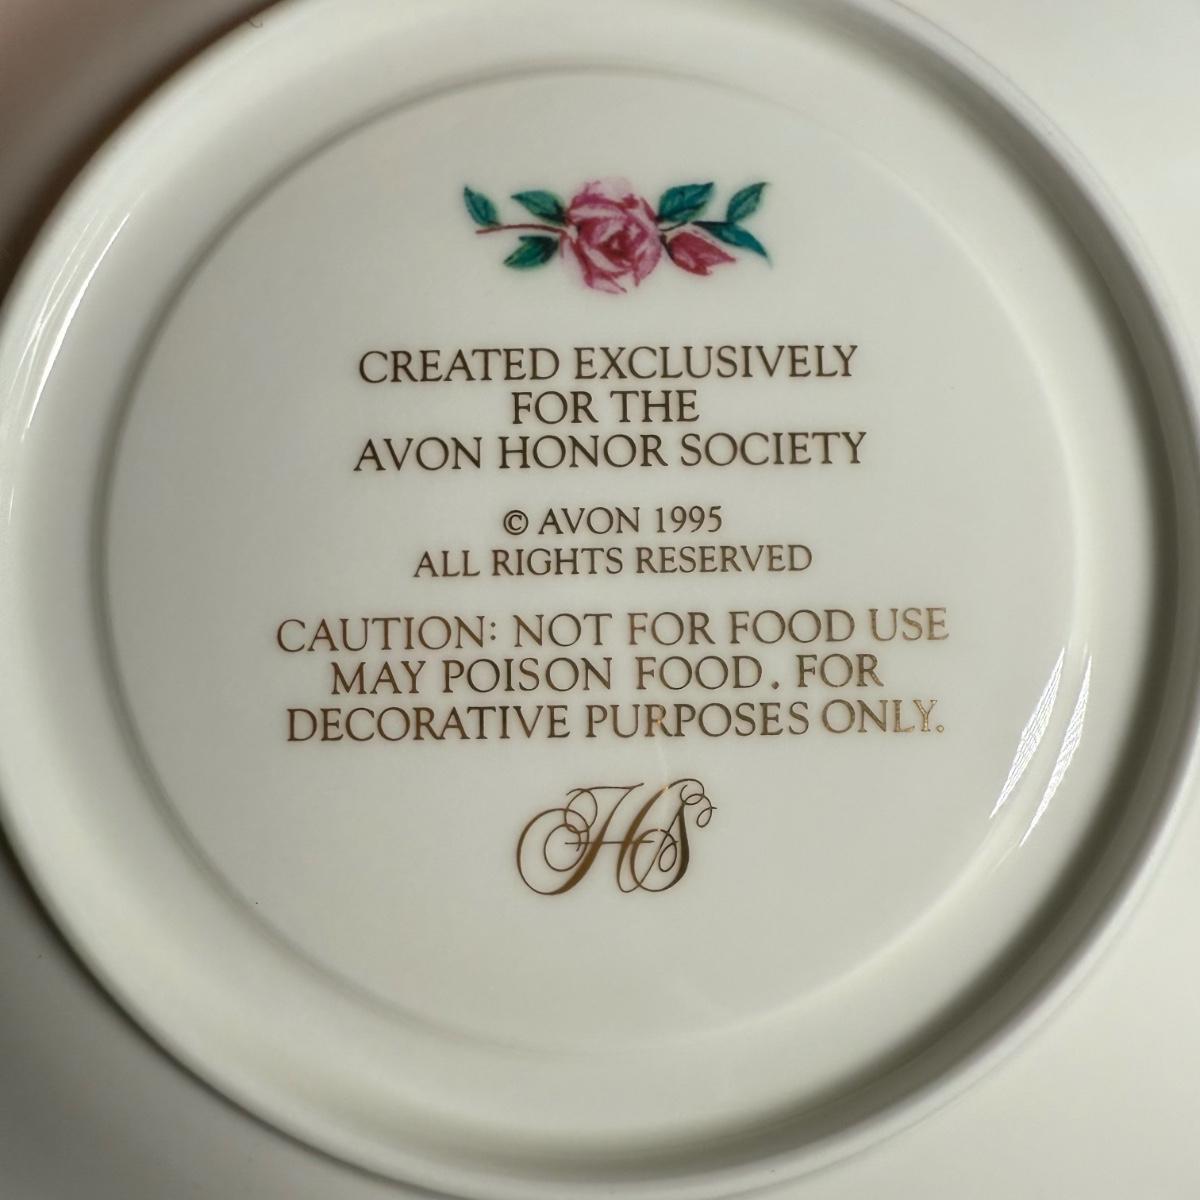 CREATED EXCLUSIVELY
FOR THE
AVON HONOR SOCIETY
© AVON 1995
ALL RIGHTS RESERVED
CAUTION: NOT FOR FOOD USE
MAY POISON FOOD. FOR
DECORATIVE PURPOSES ONLY.
HS